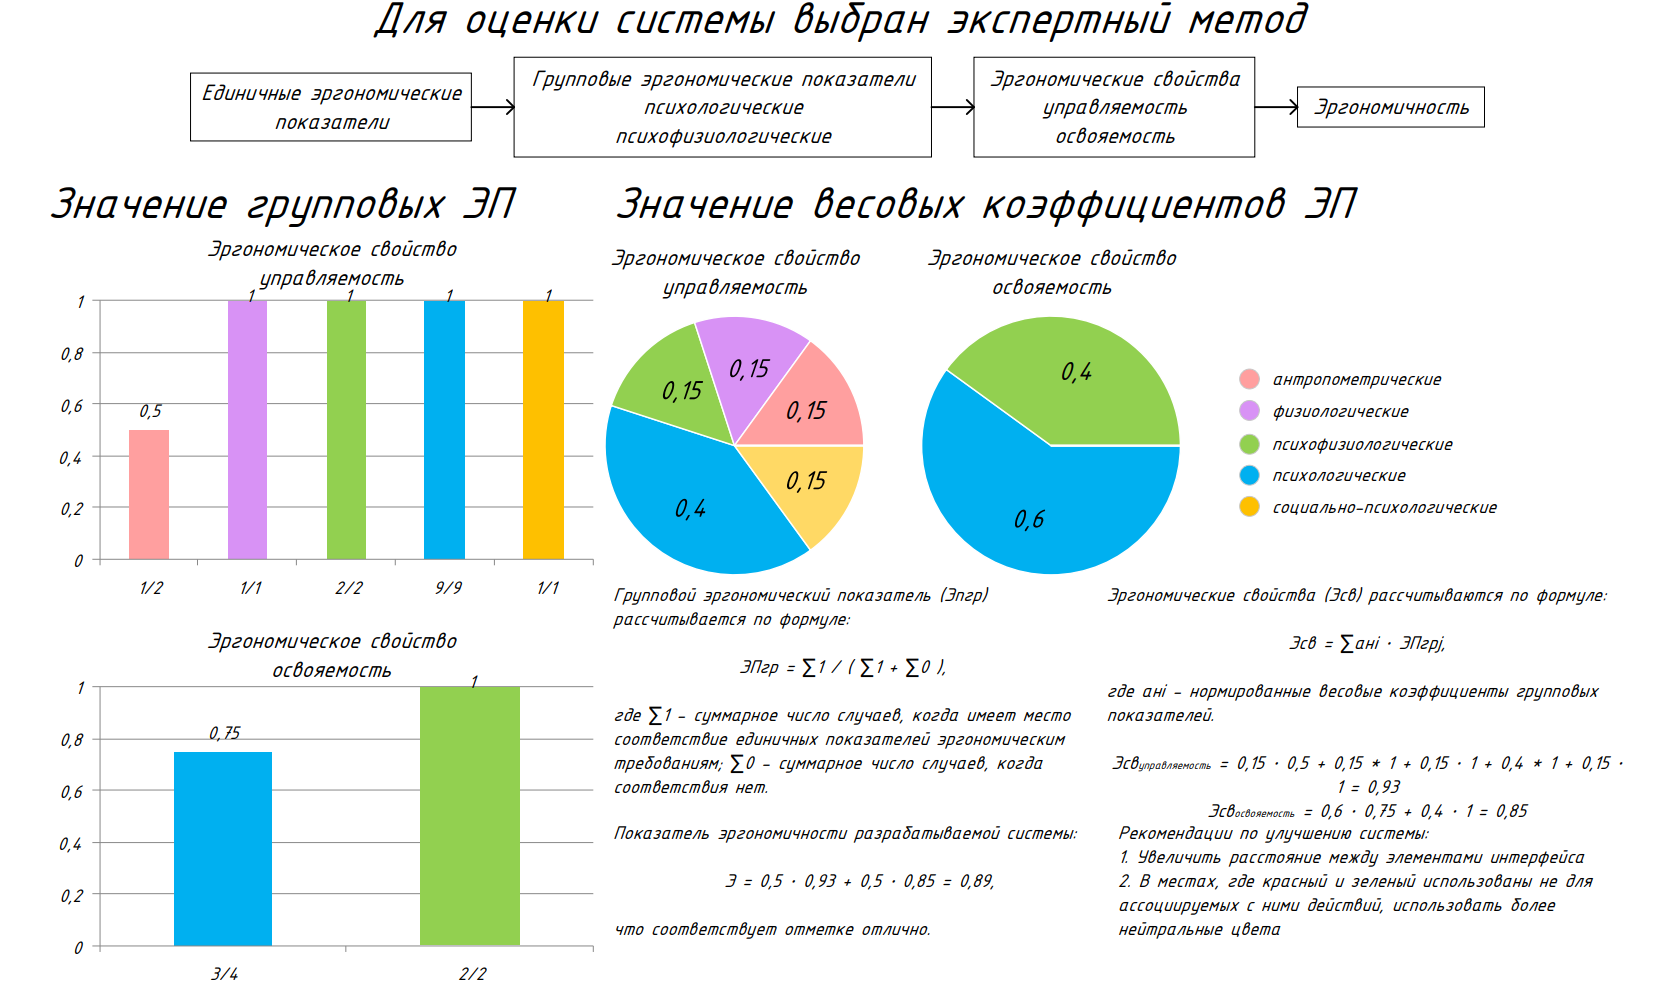 Для оценки системы выбран экспертный метод
Единичные эргономические
показатели
Групповые эргономические показатели
психологические
психофизиологические
Эргономические свойства
управляемость
освояемость
Эргономичность
Значение групповых ЭП
Эргономическое свойство
управляемость
1
0,8
0,6
0,4
0,2
0
0,5
1
1
1
1
1/2
1/1
2/2
9/9
1/1
Эргономическое свойство
освояемость
1
0,8
0,6
0,4
0,2
0
0,75
1
3/4
2/2
Значение весовых коэффициентов ЭП
Эргономическое свойство
управляемость
0,15
0,15
0,15
0,4
0,15
Эргономическое свойство
освояемость
0,4
0,6
антропометрические
физиологические
психофизиологические
психологические
социально-психологические
Групповой эргономический показатель (Эпгр)
рассчитывается по формуле:
ЭПгр = ∑1 / ( ∑1 + ∑0 ),
где ∑1 – суммарное число случаев, когда имеет место
соответствие единичных показателей эргономическим
требованиям; ∑0 – суммарное число случаев, когда
соответствия нет.
Показатель эргономичности разрабатываемой системы:
Э = 0,5 · 0,93 + 0,5 · 0,85 = 0,89,
что соответствует отметке отлично.
Эргономические свойства (Эсв) рассчитываются по формуле:
Эсв = ∑анi · ЭПгрj,
где анi – нормированные весовые коэффициенты групповых
показателей.
Эсвуправляемость = 0,15 · 0,5 + 0,15 * 1 + 0,15 · 1 + 0,4 * 1 + 0,15 ·
1 = 0,93
Эсвосвояемость = 0,6 · 0,75 + 0,4 · 1 = 0,85
Рекомендации по улучшению системы:
1. Увеличить расстояние между элементами интерфейса
2. В местах, где красный и зеленый использованы не для
ассоциируемых с ними действий, использовать более
нейтральные цвета